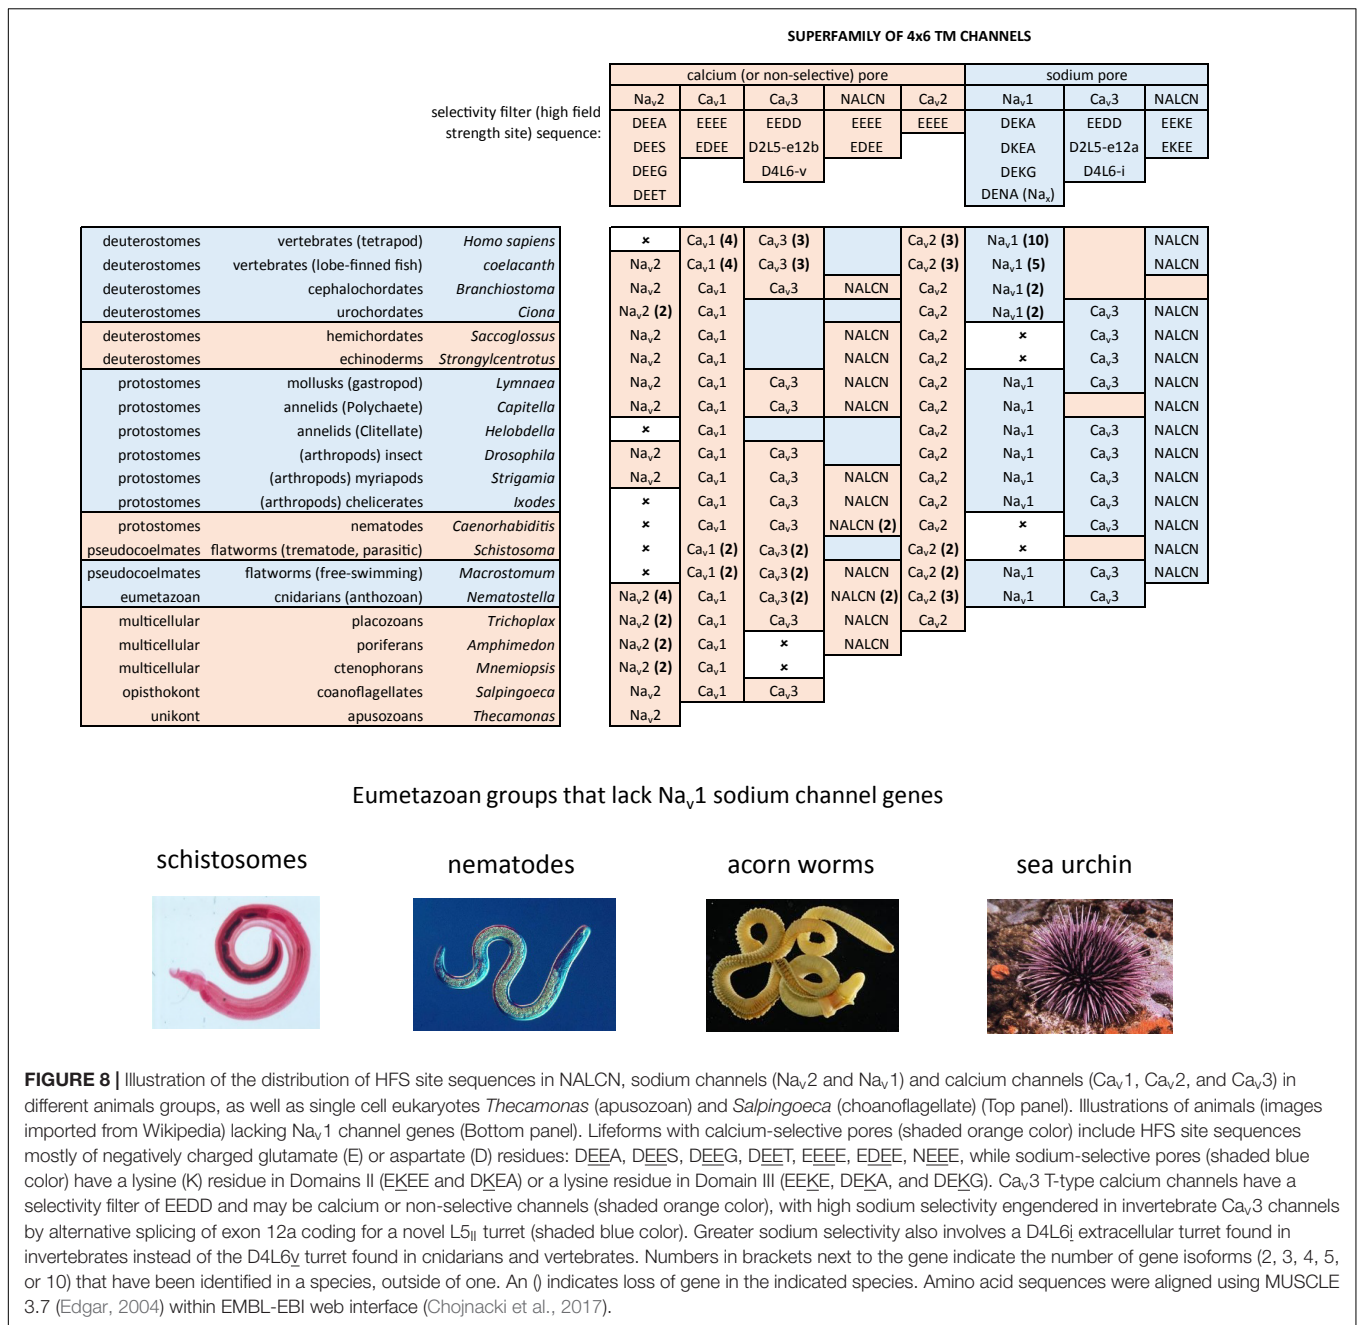 SUPERFAMILY OF 4x6 TM CHANNELS
calcium (or non-selective) pore sodium pore
Nav2 Cav1 Cav3 NALCN Cav2 Nav1 Cav3 NALCN
selectivity filter (high field strength site) sequence:
DEEA EEEE EEDD EEEE EEEE DEKA EEDD EEKE
DEES EDEE D2L5-e12b EDEE DKEA D2L5-e12a EKEE
DEEG D4L6-v DEKG D4L6-i
DEET DENA (Nax)
deuterostomes vertebrates (tetrapod) Homo sapiens × Cav1 (4) Cav3 (3) Cav2 (3) Nav1 (10) NALCN
deuterostomes vertebrates (lobe-finned fish) coelacanth Nav2 Cav1 (4) Cav3 (3) Cav2 (3) Nav1 (5) NALCN
deuterostomes cephalochordates Branchiostoma Nav2 Cav1 Cav3 NALCN Cav2 Nav1 (2)
deuterostomes urochordates Ciona Nav2 (2) Cav1 Cav2 Nav1 (2) Cav3 NALCN
deuterostomes hemichordates Saccoglossus Nav2 Cav1 NALCN Cav2 × Cav3 NALCN
deuterostomes echinoderms Strongylcentrotus Nav2 Cav1 NALCN Cav2 × Cav3 NALCN
protostomes mollusks (gastropod) Lymnaea Nav2 Cav1 Cav3 NALCN Cav2 Nav1 Cav3 NALCN
protostomes annelids (Polychaete) Capitella Nav2 Cav1 Cav3 NALCN Cav2 Nav1 NALCN
protostomes annelids (Clitellate) Helobdella × Cav1 Cav2 Nav1 Cav3 NALCN
protostomes (arthropods) insect Drosophila Nav2 Cav1 Cav3 Cav2 Nav1 Cav3 NALCN
protostomes (arthropods) myriapods Strigamia Nav2 Cav1 Cav3 NALCN Cav2 Nav1 Cav3 NALCN
protostomes (arthropods) chelicerates Ixodes × Cav1 Cav3 NALCN Cav2 Nav1 Cav3 NALCN
protostomes nematodes Caenorhabiditis × Cav1 Cav3 NALCN (2) Cav2 × Cav3 NALCN
pseudocoelmates flatworms (trematode, parasitic) Schistosoma × Cav1 (2) Cav3 (2) Cav2 (2) × NALCN
pseudocoelmates flatworms (free-swimming) Macrostomum × Cav1 (2) Cav3 (2) NALCN Cav2 (2) Nav1 Cav3 NALCN
eumetazoan cnidarians (anthozoan) Nematostella Nav2 (4) Cav1 Cav3 (2) NALCN (2) Cav2 (3) Nav1 Cav3
multicellular placozoans Trichoplax Nav2 (2) Cav1 Cav3 NALCN Cav2
multicellular poriferans Amphimedon Nav2 (2) Cav1 × NALCN
multicellular ctenophorans Mnemiopsis Nav2 (2) Cav1 ×
opisthokont coanoflagellates Salpingoeca Nav2 Cav1 Cav3
unikont apusozoans Thecamonas Nav2
Eumetazoan groups that lack Nav1 sodium channel genes
schistosomes nematodes acorn worms sea urchin
FIGURE 8 | Illustration of the distribution of HFS site sequences in NALCN, sodium channels (Nav2 and Nav1) and calcium channels (Cav1, Cav2, and Cav3) in
different animals groups, as well as single cell eukaryotes Thecamonas (apusozoan) and Salpingoeca (choanoflagellate) (Top panel). Illustrations of animals (images
imported from Wikipedia) lacking Nav1 channel genes (Bottom panel). Lifeforms with calcium-selective pores (shaded orange color) include HFS site sequences
mostly of negatively charged glutamate (E) or aspartate (D) residues: DEEA, DEES, DEEG, DEET, EEEE, EDEE, NEEE, while sodium-selective pores (shaded blue
color) have a lysine (K) residue in Domains II (EKEE and DKEA) or a lysine residue in Domain III (EEKE, DEKA, and DEKG). Cav3 T-type calcium channels have a
selectivity filter of EEDD and may be calcium or non-selective channels (shaded orange color), with high sodium selectivity engendered in invertebrate Cav3 channels
by alternative splicing of exon 12a coding for a novel L5II turret (shaded blue color). Greater sodium selectivity also involves a D4L6i extracellular turret found in
invertebrates instead of the D4L6v turret found in cnidarians and vertebrates. Numbers in brackets next to the gene indicate the number of gene isoforms (2, 3, 4, 5,
or 10) that have been identified in a species, outside of one. An () indicates loss of gene in the indicated species. Amino acid sequences were aligned using MUSCLE
3.7 (Edgar, 2004) within EMBL-EBI web interface (Chojnacki et al., 2017).